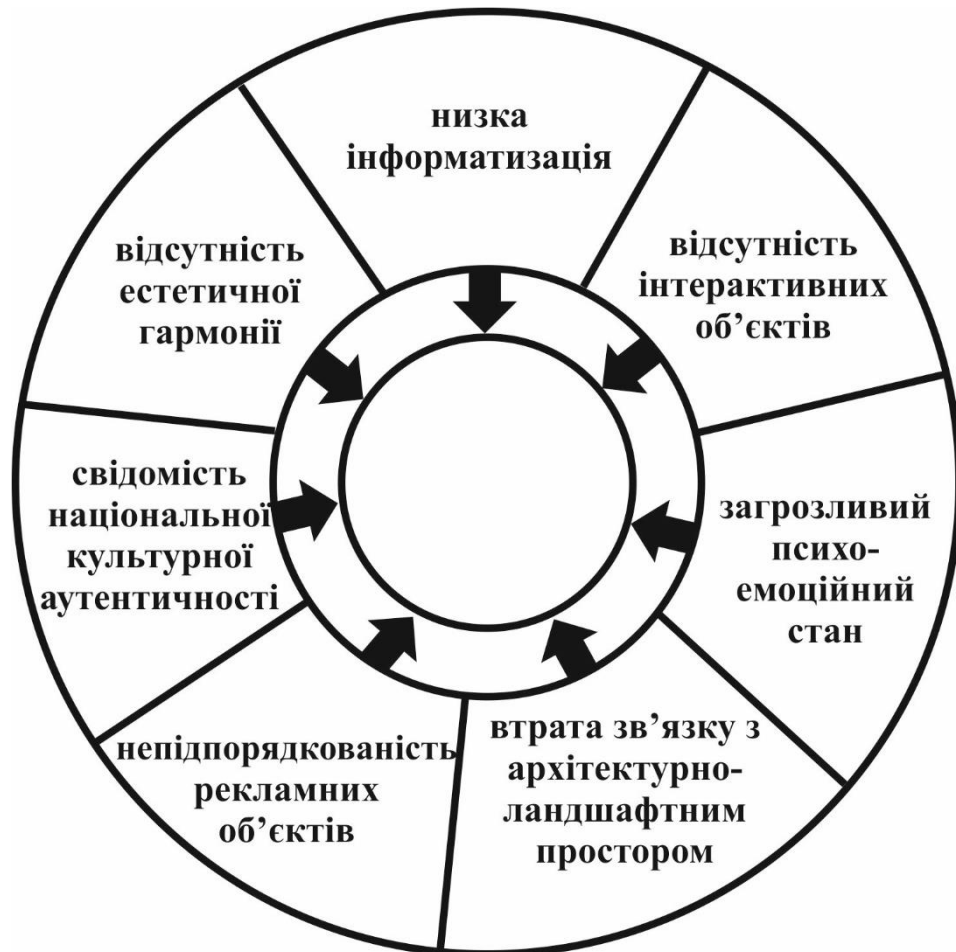 низка
інформатизація
відсутність
інтерактивних
об’єктів
загрозливий
психо-
емоційний
стан
втрата зв’язку з
архітектурно-
ландшафтним
простором
непідпорядкованість
рекламних
об’єктів
свідомість
національної
культурної
аутентичності
відсутність
естетичної
гармонії